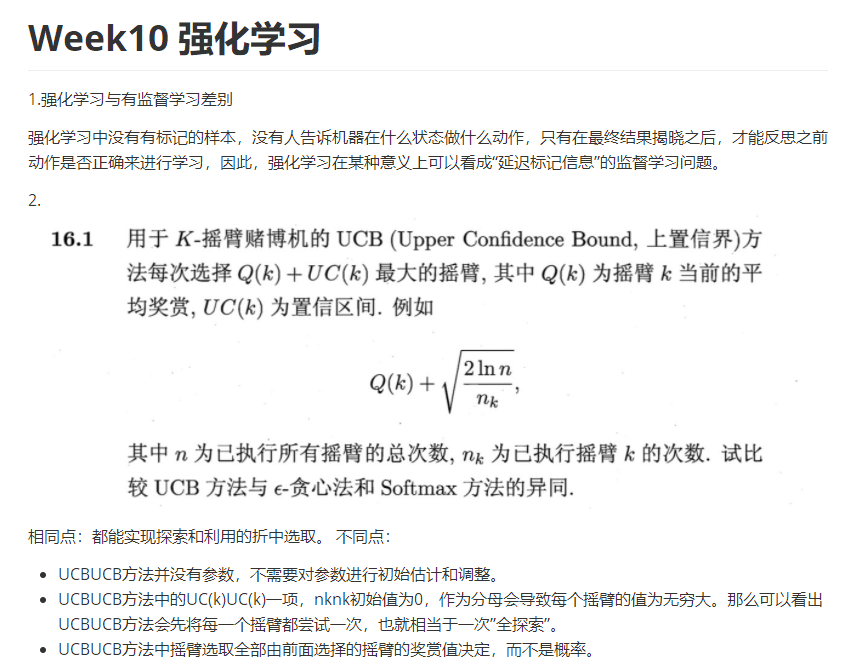 Week10 强化学习
1.强化学习与有监督学习差别
强化学习中没有有标记的样本，没有人告诉机器在什么状态做什么动作，只有在最终结果揭晓之后，才能反思之前
动作是否正确来进行学习，因此，强化学习在某种意义上可以看成“延迟标记信息”的监督学习问题。
2.
16.1 用于 K-摇臂赌博机的 UCB (Upper Confidence Bound, 上置信界)方
法每次选择 Q(k) + UC(k) 最大的摇臂, 其中 Q(k) 为摇臂 k 当前的平
均奖赏, UC(k) 为置信区间. 例如
Q(k) + √(2 ln n / n_k),
其中 n 为已执行所有摇臂的总次数, n_k 为已执行摇臂 k 的次数. 试比
较 UCB 方法与 ϵ-贪心法和 Softmax 方法的异同.
相同点：都能实现探索和利用的折中选取。 不同点：
• UCBUCB方法并没有参数，不需要对参数进行初始估计和调整。
• UCBUCB方法中的UC(k)UC(k)一项，nknk初始值为0，作为分母会导致每个摇臂的值为无穷大。那么可以看出
UCBUCB方法会先将每一个摇臂都尝试一次，也就相当于一次”全探索”。
• UCBUCB方法中摇臂选取全部由前面选择的摇臂的奖赏值决定，而不是概率。